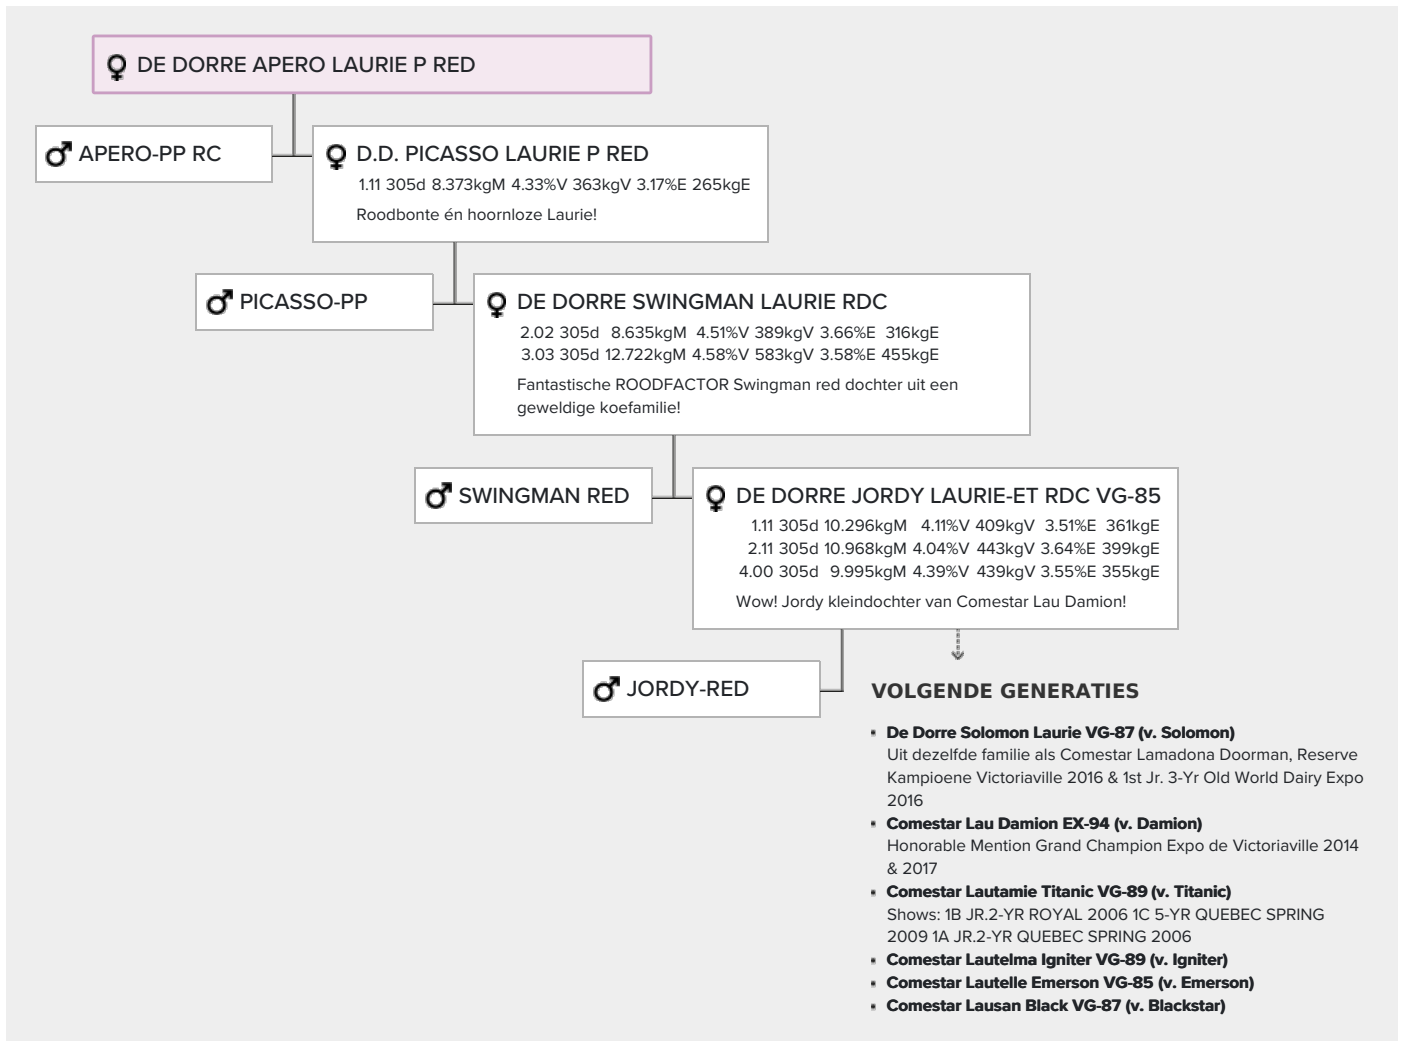 DE DORRE APERO LAURIE P RED
APERO-PP RC
D.D. PICASSO LAURIE P RED
1.11 305d 8.373kgM 4.33%V 363kgV 3.17%E 265kgE
Roodbonte én hoornloze Laurie!
PICASSO-PP
DE DORRE SWINGMAN LAURIE RDC
2.02 305d 8.635kgM 4.51%V 389kgV 3.66%E 316kgE
3.03 305d 12.722kgM 4.58%V 583kgV 3.58%E 455kgE
Fantastische ROODFACTOR Swingman red dochter uit een
geweldige koefamilie!
SWINGMAN RED
DE DORRE JORDY LAURIE-ET RDC VG-85
1.11 305d 10.296kgM 4.11%V 409kgV 3.51%E 361kgE
2.11 305d 10.968kgM 4.04%V 443kgV 3.64%E 399kgE
4.00 305d 9.995kgM 4.39%V 439kgV 3.55%E 355kgE
Wow! Jordy kleindochter van Comestar Lau Damion!
JORDY-RED
VOLGENDE GENERATIES
De Dorre Solomon Laurie VG-87 (v. Solomon)
Uit dezelfde familie als Comestar Lamadona Doorman, Reserve
Kampioene Victoriaville 2016 & 1st Jr. 3-Yr Old World Dairy Expo
2016
Comestar Lau Damion EX-94 (v. Damion)
Honorable Mention Grand Champion Expo de Victoriaville 2014
& 2017
Comestar Lautamie Titanic VG-89 (v. Titanic)
Shows: 1B JR.2-YR ROYAL 2006 1C 5-YR QUEBEC SPRING
2009 1A JR.2-YR QUEBEC SPRING 2006
Comestar Lautelma Igniter VG-89 (v. Igniter)
Comestar Lautelle Emerson VG-85 (v. Emerson)
Comestar Lausan Black VG-87 (v. Blackstar)